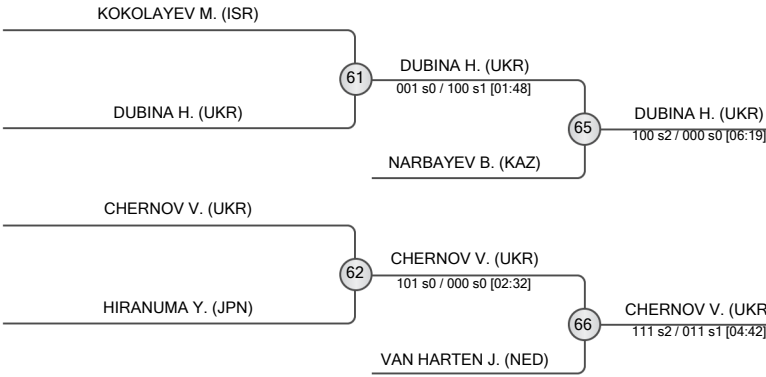 KOKOLAYEV M. (ISR)
61
DUBINA H. (UKR)
001 s0 / 100 s1 [01:48]
DUBINA H. (UKR)
65
DUBINA H. (UKR)
100 s2 / 000 s0 [06:19]
NARBAYEV B. (KAZ)
CHERNOV V. (UKR)
62
CHERNOV V. (UKR)
101 s0 / 000 s0 [02:32]
HIRANUMA Y. (JPN)
66
CHERNOV V. (UKR
111 s2 / 011 s1 [04:42]
VAN HARTEN J. (NED)